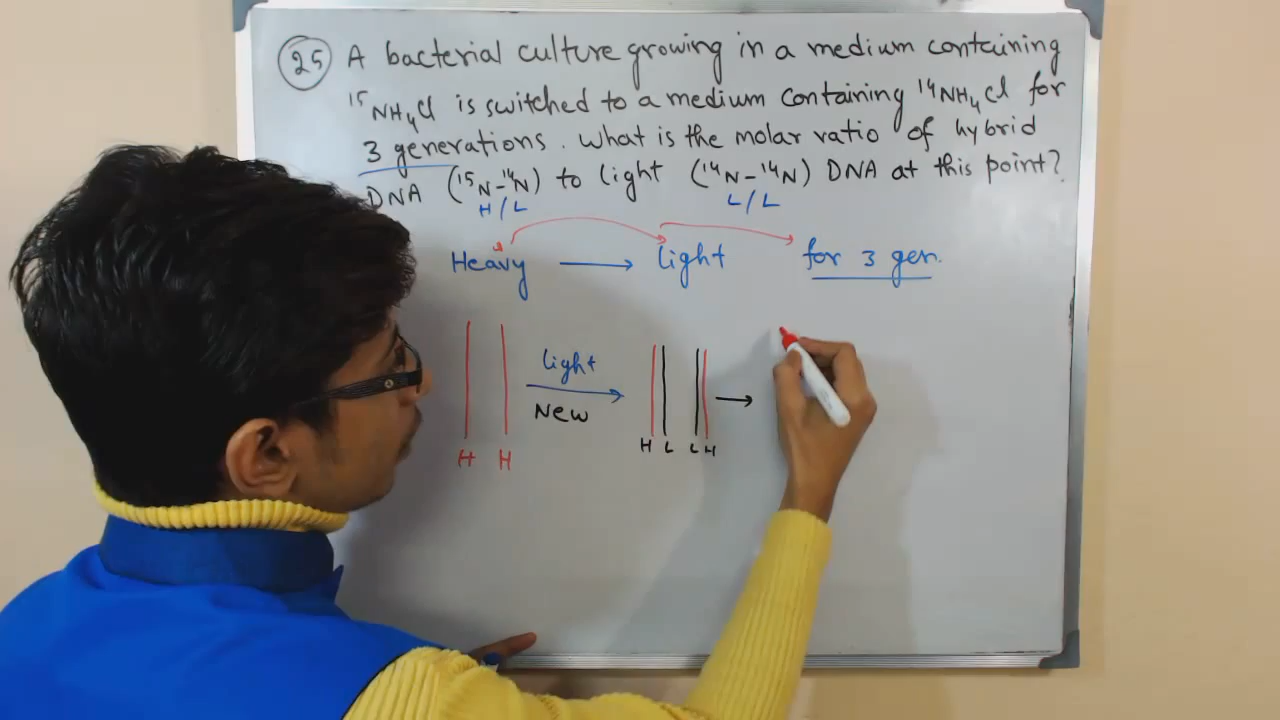 25 A bacterial culture growing in a medium containing
¹⁵NH₄Cl is switched to a medium containing ¹⁴NH₄Cl for
3 generations. What is the molar ratio of hybrid
DNA (¹⁵N-¹⁴N) to light (¹⁴N-¹⁴N) DNA at this point?
H/L L/L
Heavy → light for 3 gen.
light
New
H H H L L H